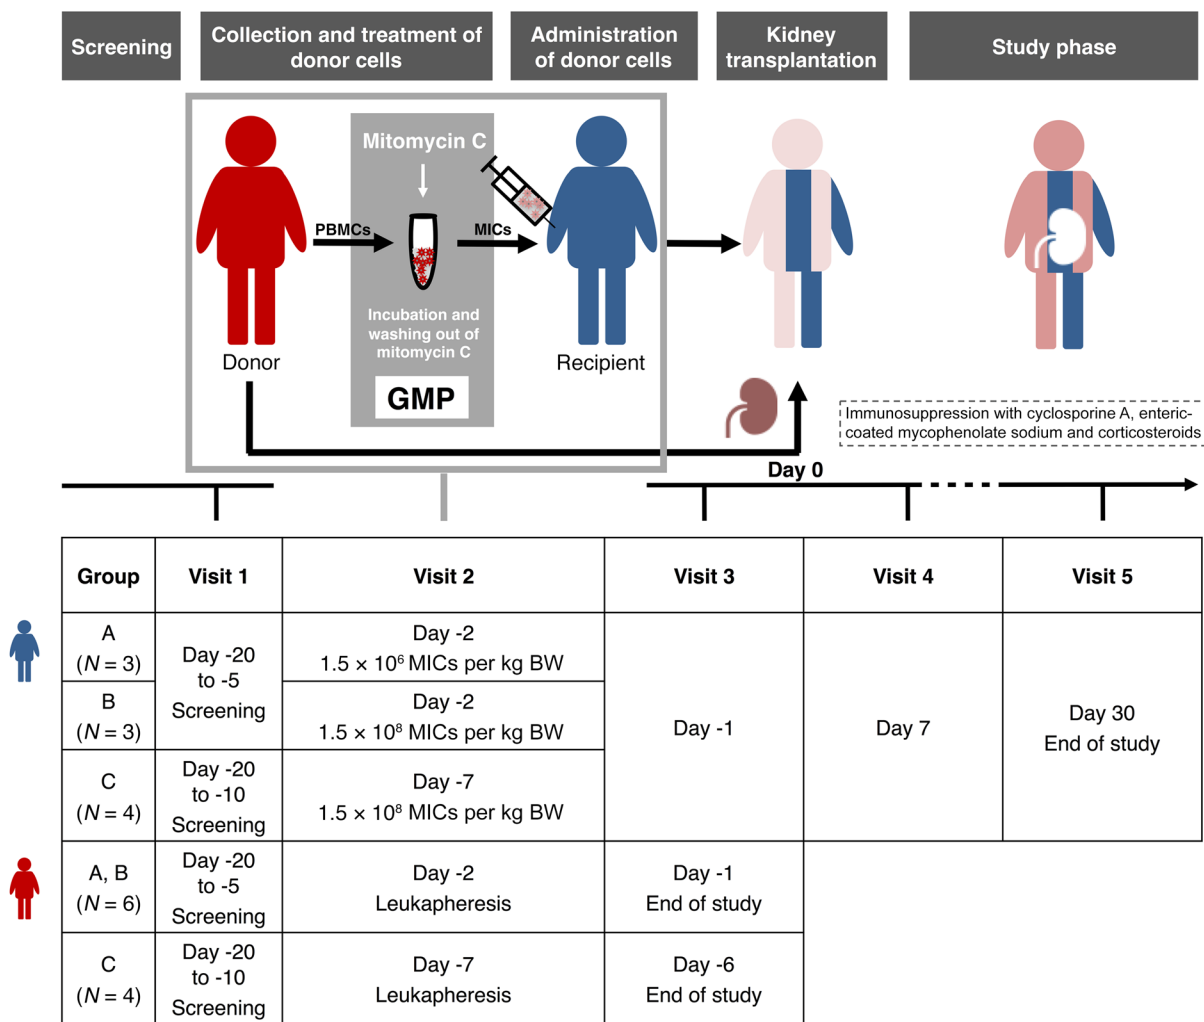 Screening
Collection and treatment of
donor cells
Administration
of donor cells
Kidney
transplantation
Study phase
Mitomycin C
PBMCs
MICs
Incubation and
washing out of
mitomycin C
GMP
Donor
Recipient
Immunosuppression with cyclosporine A, enteric-
coated mycophenolate sodium and corticosteroids
Day 0
Group
Visit 1
Visit 2
Visit 3
Visit 4
Visit 5
A
(N = 3)
Day -20
to -5
Screening
Day -2
1.5 × 10⁶ MICs per kg BW
B
(N = 3)
Day -2
1.5 × 10⁸ MICs per kg BW
Day -1
Day 7
Day 30
End of study
C
(N = 4)
Day -20
to -10
Screening
Day -7
1.5 × 10⁸ MICs per kg BW
A, B
(N = 6)
Day -20
to -5
Screening
Day -2
Leukapheresis
Day -1
End of study
C
(N = 4)
Day -20
to -10
Screening
Day -7
Leukapheresis
Day -6
End of study